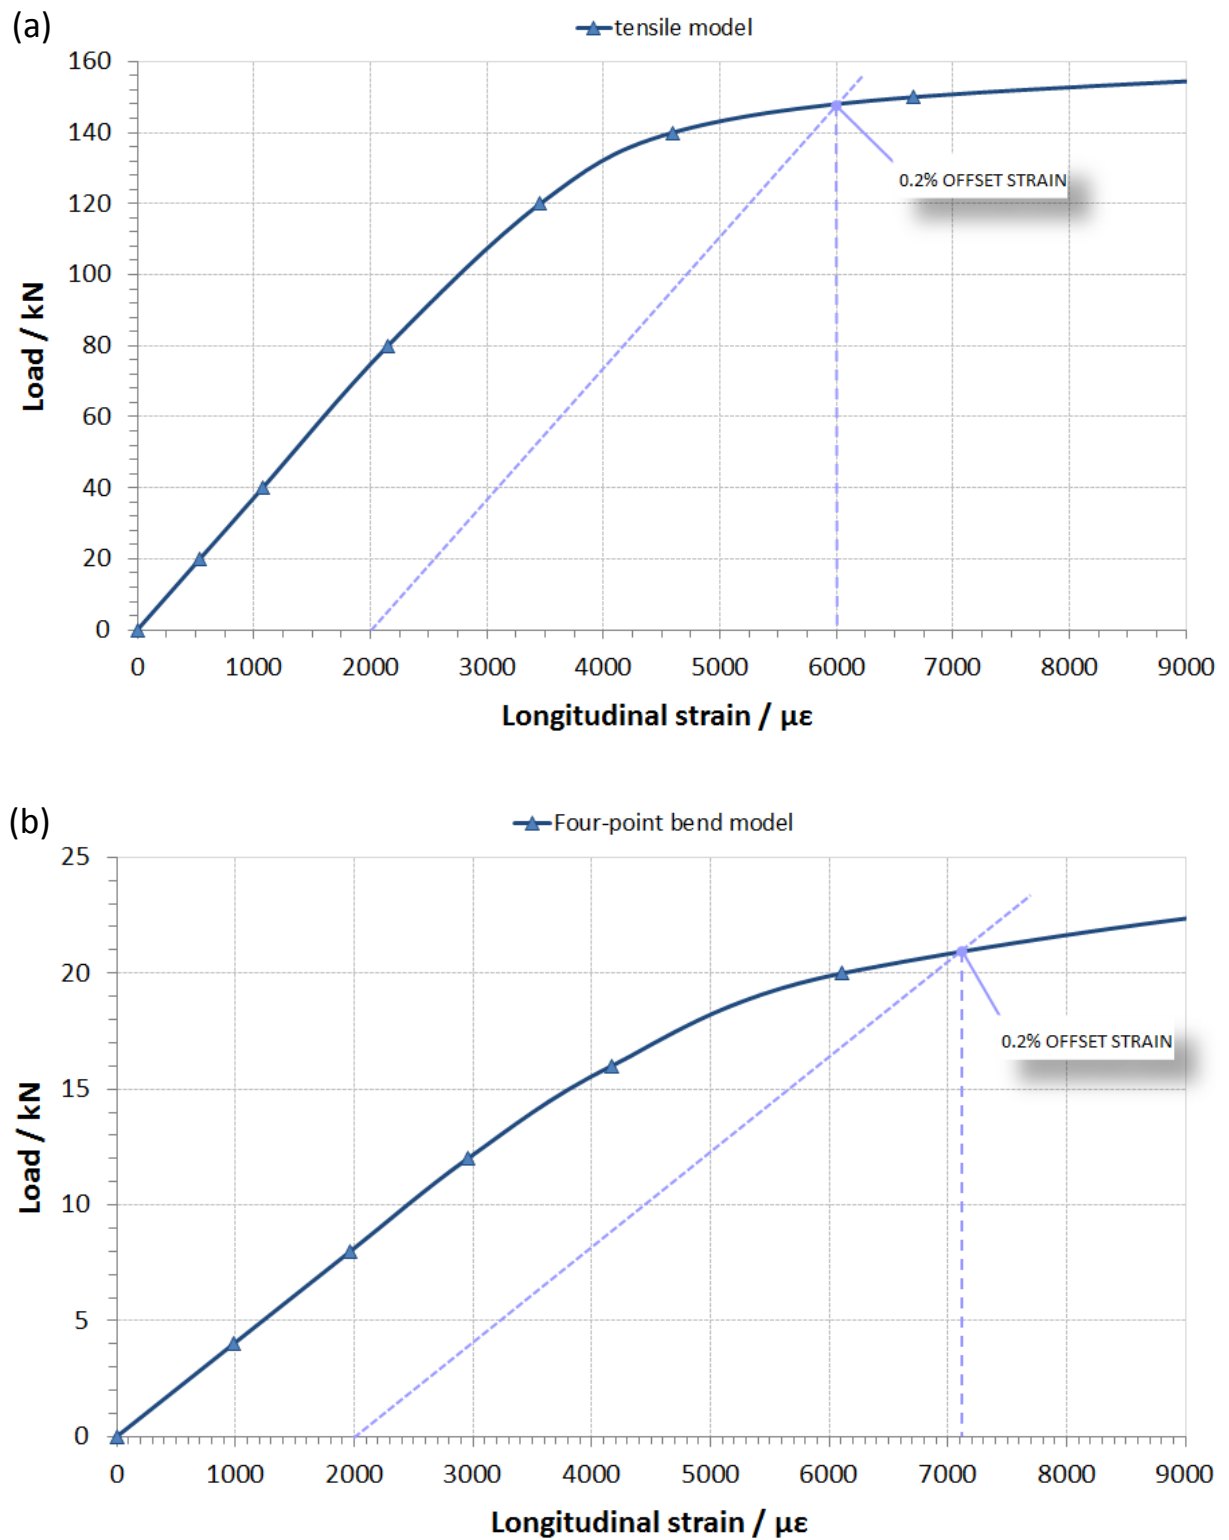 (a)
tensile model
160
140
120
100
80
60
40
20
0
Load / kN
0.2% OFFSET STRAIN
0 1000 2000 3000 4000 5000 6000 7000 8000 9000
Longitudinal strain / µε
(b)
Four-point bend model
25
20
15
10
5
0
Load / kN
0.2% OFFSET STRAIN
0 1000 2000 3000 4000 5000 6000 7000 8000 9000
Longitudinal strain / µε